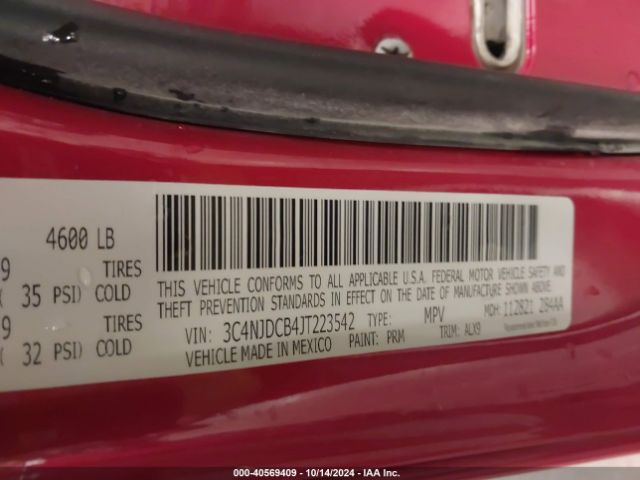 4600 LB
9 TIRES
( 35 PSI) COLD
9 TIRES
( 32 PSI) COLD
THIS VEHICLE CONFORMS TO ALL APPLICABLE U.S.A. FEDERAL MOTOR VEHICLE SAFETY AND
THEFT PREVENTION STANDARDS IN EFFECT ON THE DATE OF MANUFACTURE SHOWN ABOVE.
VIN: 3C4NJDCB4JT223542 TYPE: MPV MDH: 112821 284AA
VEHICLE MADE IN MEXICO PAINT: PRM TRIM: ALX9
000-40569409 | 10/14/2024 | IAA Inc.